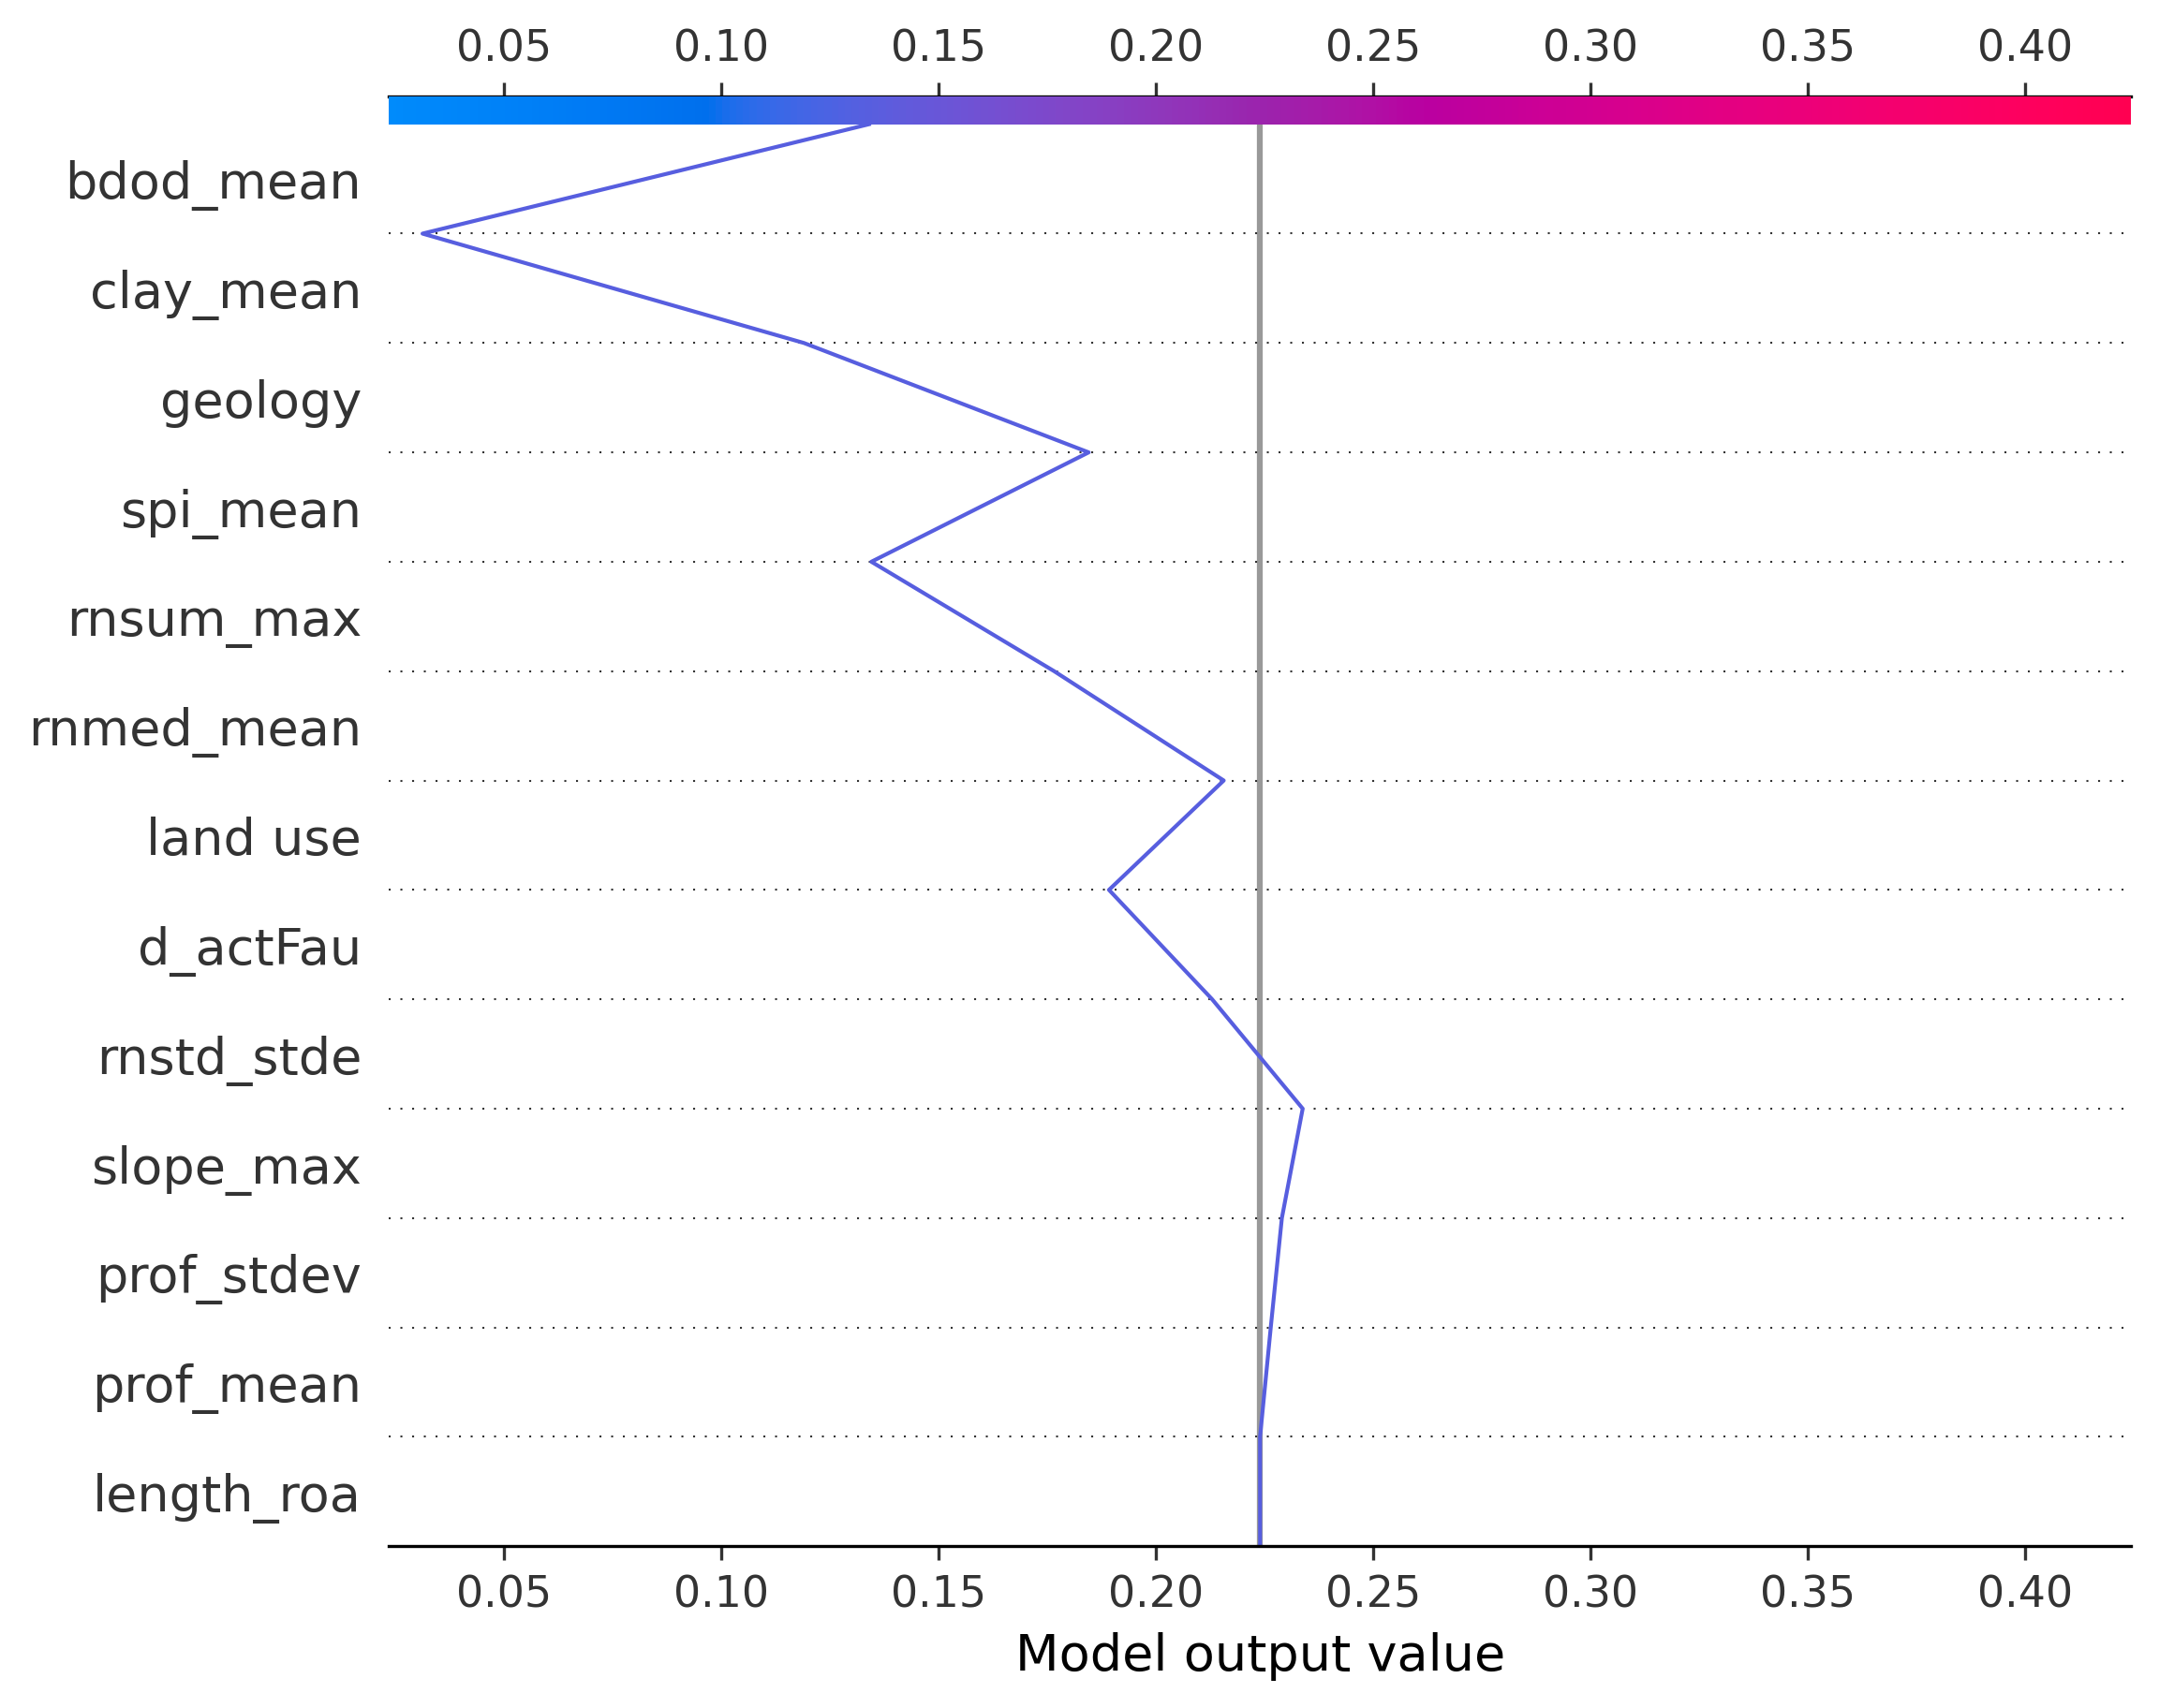 0.05 0.10 0.15 0.20 0.25 0.30 0.35 0.40
bdod_mean
clay_mean
geology
spi_mean
rnsum_max
rnmed_mean
land use
d_actFau
rnstd_stde
slope_max
prof_stdev
prof_mean
length_roa
0.05 0.10 0.15 0.20 0.25 0.30 0.35 0.40
Model output value